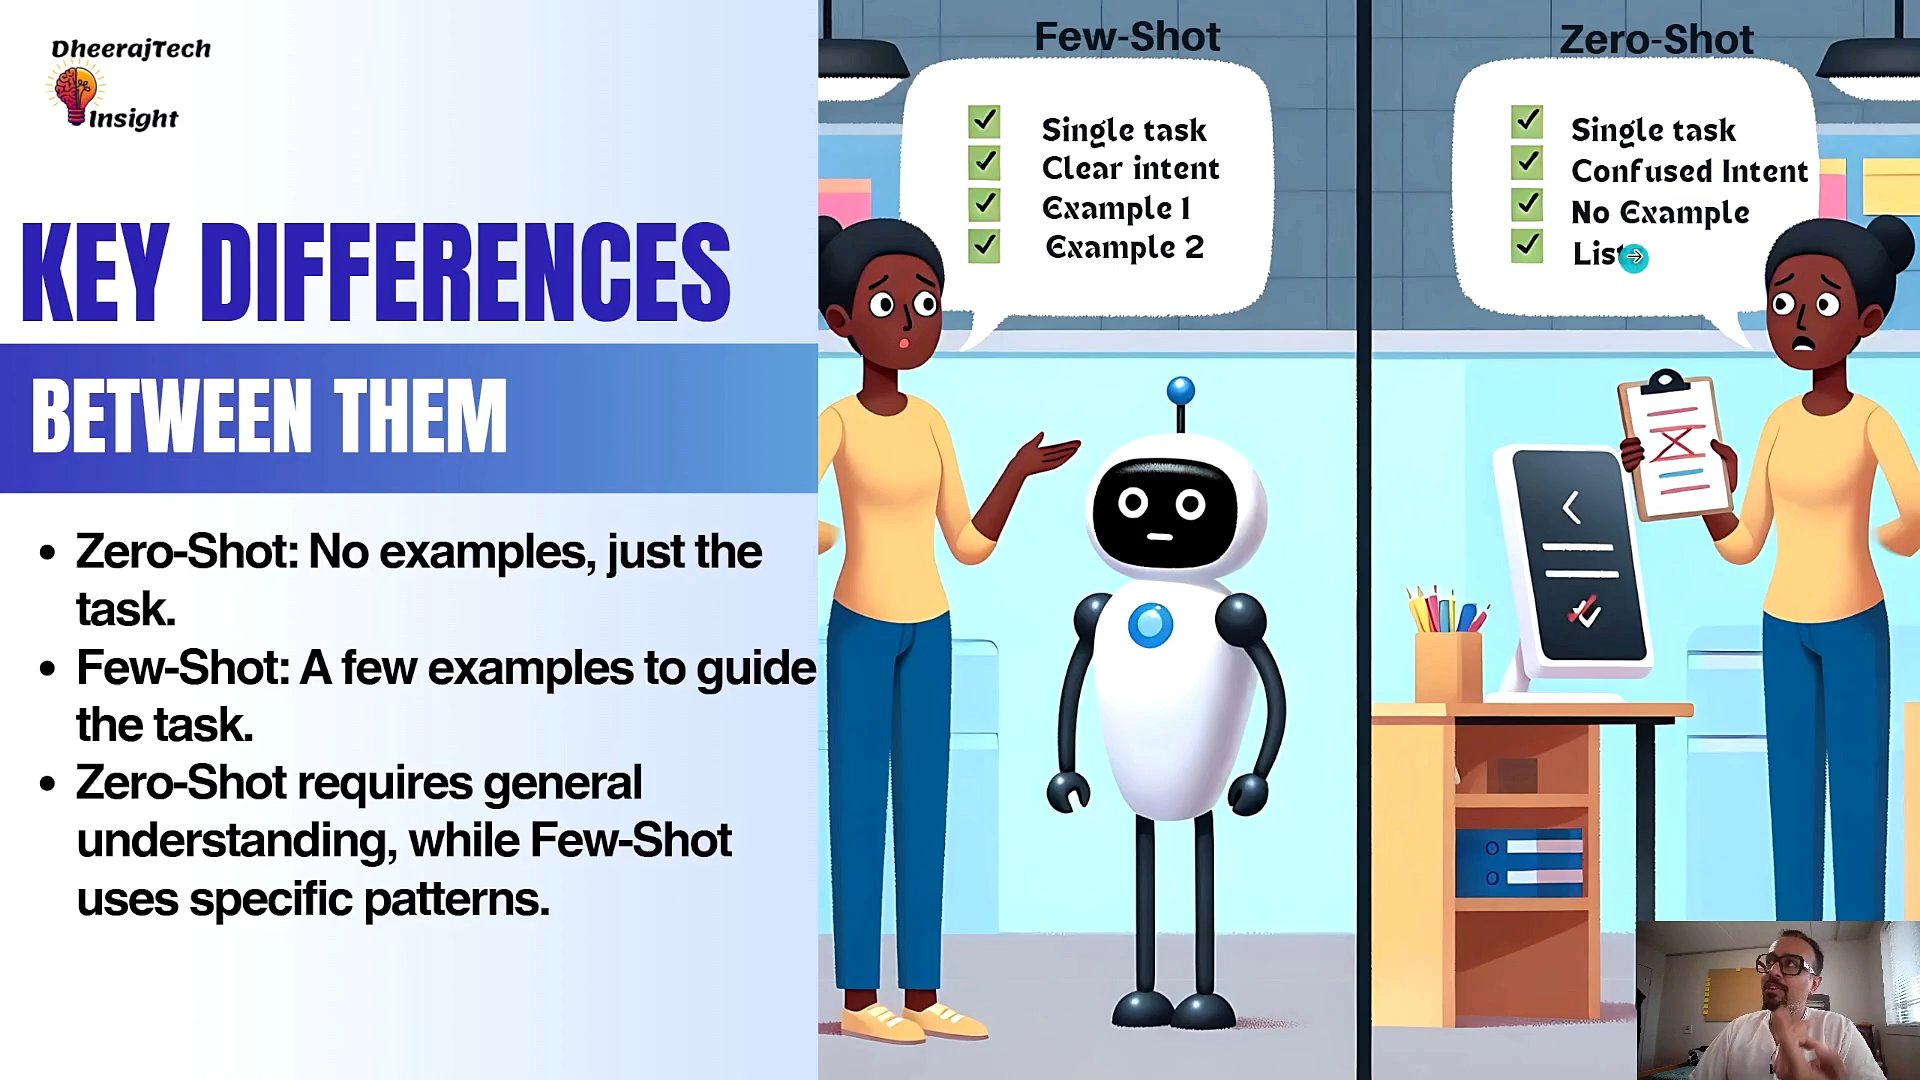 DheerajTech
Insight
KEY DIFFERENCES
BETWEEN THEM
• Zero-Shot: No examples, just the
task.
• Few-Shot: A few examples to guide
the task.
• Zero-Shot requires general
understanding, while Few-Shot
uses specific patterns.
Few-Shot
Single task
Clear intent
Example 1
Example 2
Zero-Shot
Single task
Confused Intent
No Example